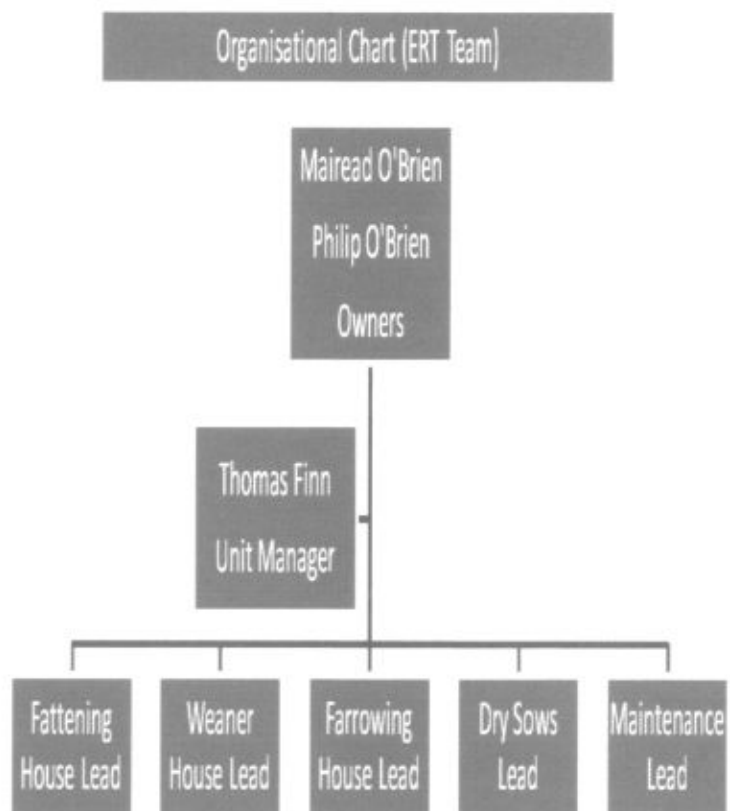 Organisational Chart (ERT Team)
Mairead O'Brien
Philip O'Brien
Owners
Thomas Finn
Unit Manager
Fattening
House Lead
Weaner
House Lead
Farrowing
House Lead
Dry Sows
Lead
Maintenance
Lead